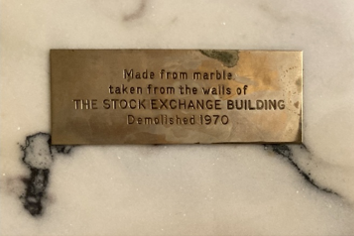 Made from marble
taken from the walls of
THE STOCK EXCHANGE BUILDING
Demolished 1970